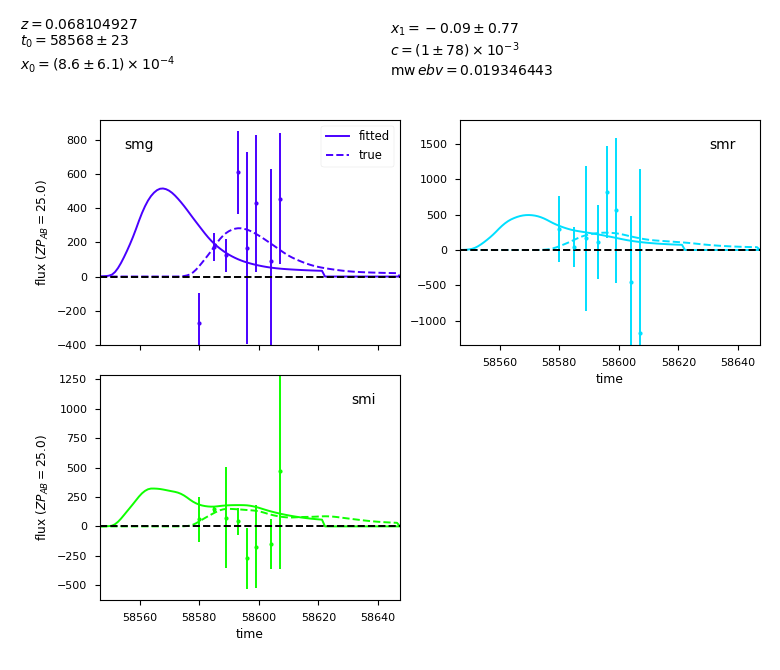 z = 0.068104927
t₀ = 58568 ± 23
x₀ = (8.6 ± 6.1) × 10⁻⁴
x₁ = −0.09 ± 0.77
c = (1 ± 78) × 10⁻³
mw ebv = 0.019346443
smg
fitted
true
800
600
400
200
0
−200
−400
flux (ZP_AB = 25.0)
smr
1500
1000
500
0
−500
−1000
58560 58580 58600 58620 58640
time
smi
1250
1000
750
500
250
0
−250
−500
flux (ZP_AB = 25.0)
58560 58580 58600 58620 58640
time